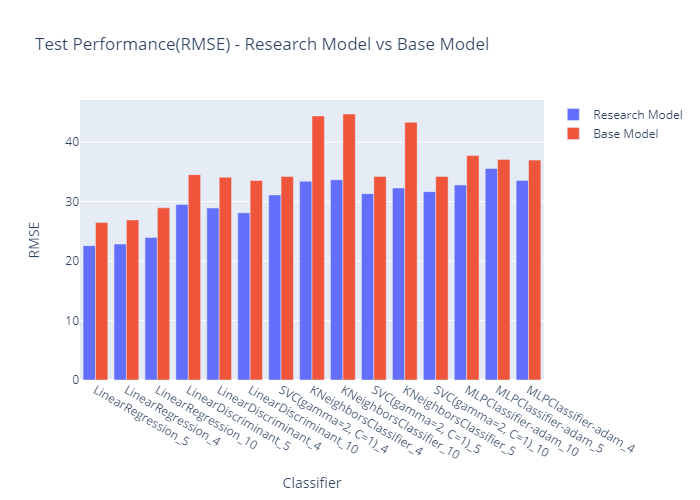 Test Performance(RMSE) - Research Model vs Base Model
Research Model
Base Model
RMSE
40
30
20
10
0
LinearRegression_5
LinearRegression_4
LinearRegression_10
LinearDiscriminant_5
LinearDiscriminant_4
LinearDiscriminant_10
SVC(gamma=2, C=1)_4
KNeighborsClassifier_4
KNeighborsClassifier_10
SVC(gamma=2, C=1)_5
KNeighborsClassifier_5
SVC(gamma=2, C=1)_10
MLPClassifier-adam_10
MLPClassifier-adam_5
MLPClassifier-adam_4
Classifier